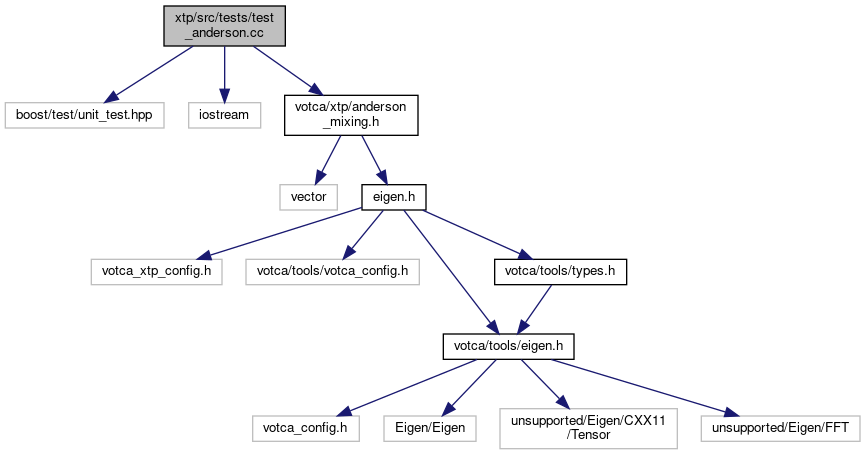 xtp/src/tests/test
_anderson.cc
boost/test/unit_test.hpp
iostream
votca/xtp/anderson
_mixing.h
vector
eigen.h
votca_xtp_config.h
votca/tools/votca_config.h
votca/tools/types.h
votca/tools/eigen.h
votca_config.h
Eigen/Eigen
unsupported/Eigen/CXX11
/Tensor
unsupported/Eigen/FFT